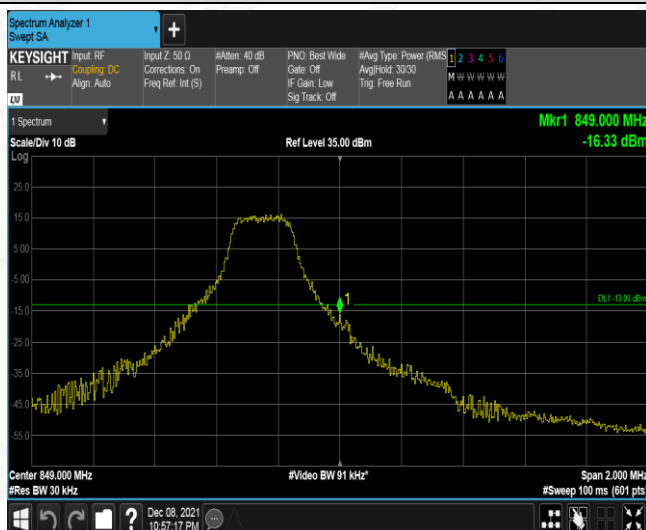 Spectrum Analyzer 1
Swept SA
+
KEYSIGHT Input: RF Input Z: 50 Ω #Atten: 40 dB PNO: Best Wide #Avg Type: Power (RMS 1 2 3 4 5 6
RL Coupling: DC Corrections: On Preamp: Off Gate: Off Avg|Hold: 30/30 M W W W W W
Align: Auto Freq Ref: Int (S) IF Gain: Low Trig: Free Run
Sig Track: Off A A A A A A
LXI
1 Spectrum
Mkr1 849.000 MHz
Scale/Div 10 dB Ref Level 35.00 dBm -16.33 dBm
Log
25.0
15.0
5.00
-5.00
1
DL1 -13.00 dBm
-15.0
-25.0
-35.0
-45.0
-55.0
Center 849.000 MHz #Video BW 91 kHz* Span 2.000 MHz
#Res BW 30 kHz #Sweep 100 ms (601 pts)
? Dec 08, 2021
10:57:17 PM